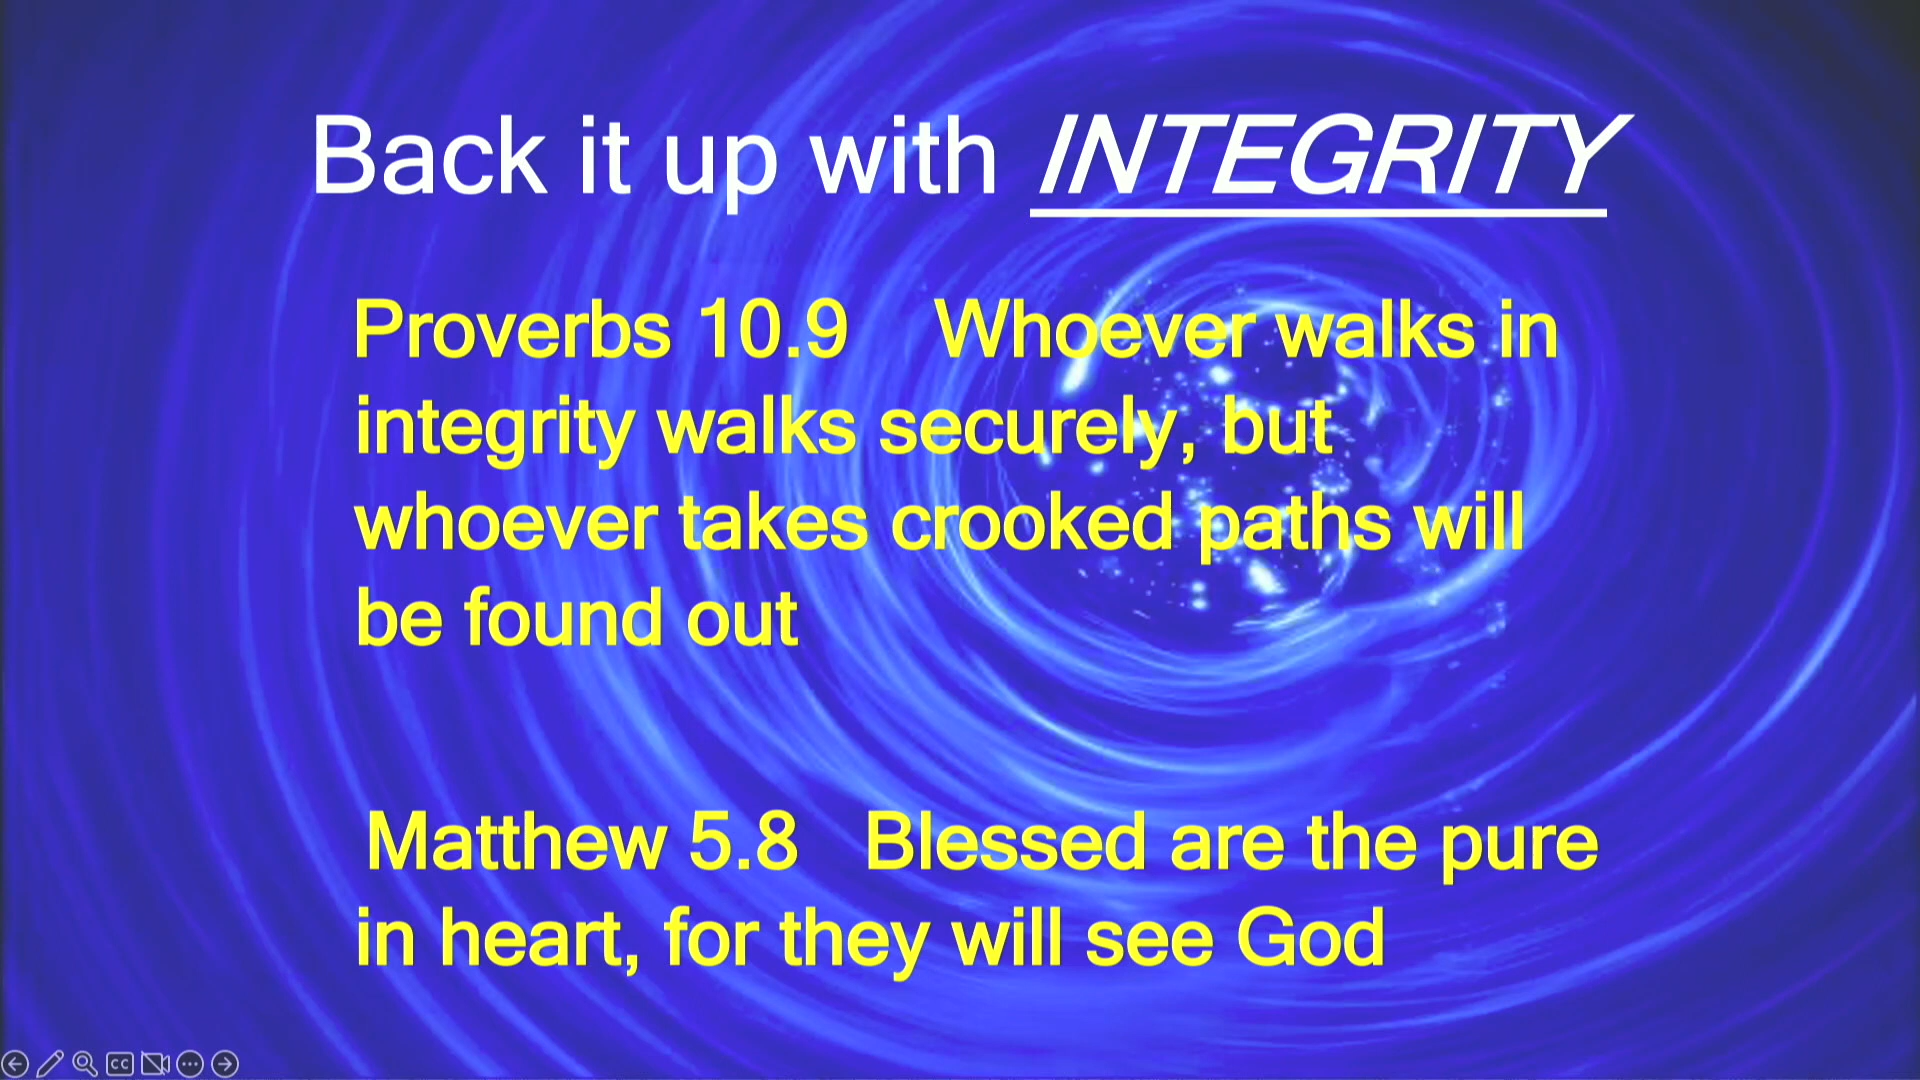 Back it up with INTEGRITY
Proverbs 10.9 Whoever walks in
integrity walks securely, but
whoever takes crooked paths will
be found out
Matthew 5.8 Blessed are the pure
in heart, for they will see God
CC